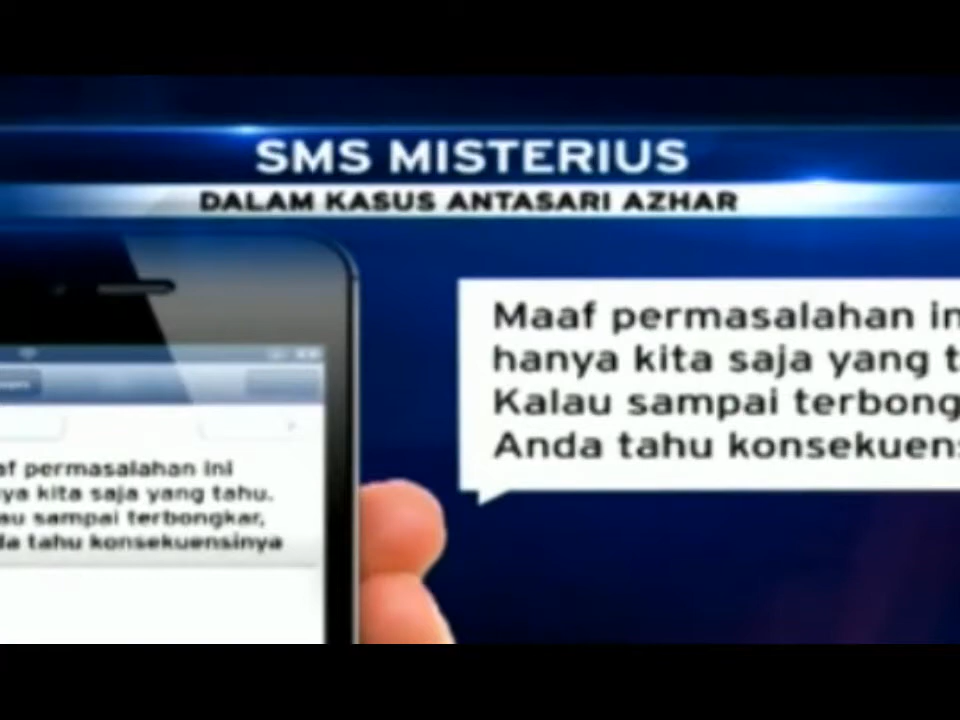 SMS MISTERIUS
DALAM KASUS ANTASARI AZHAR
Maaf permasalahan in
hanya kita saja yang t
Kalau sampai terbong
Anda tahu konsekuens
af permasalahan ini
ya kita saja yang tahu.
au sampai terbongkar,
da tahu konsekuensinya